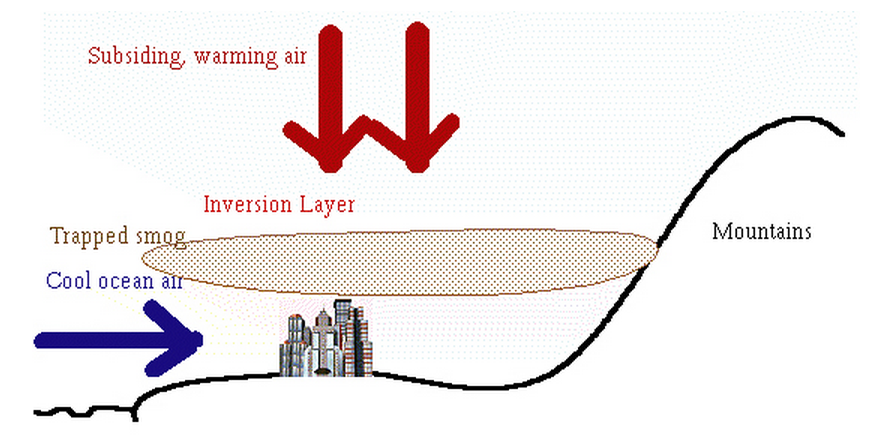 Subsiding, warming air
Inversion Layer
Trapped smog
Mountains
Cool ocean air